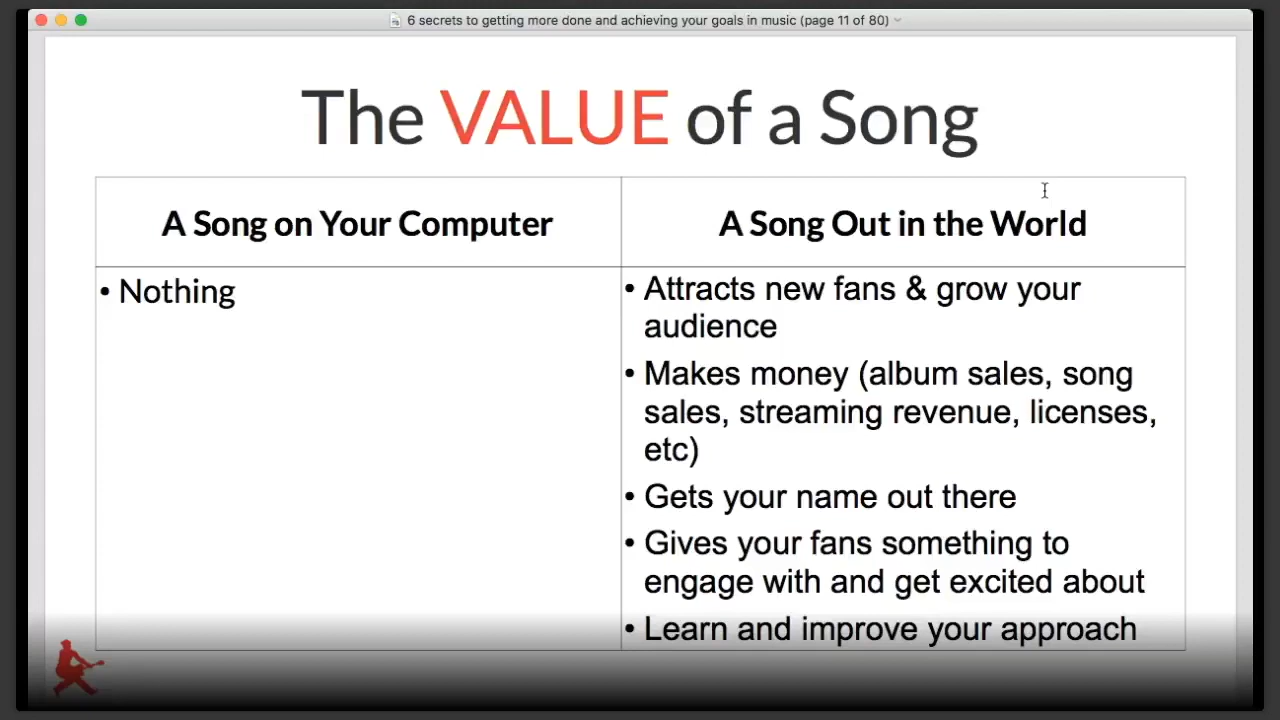 6 secrets to getting more done and achieving your goals in music (page 11 of 80)
The VALUE of a Song
A Song on Your Computer
A Song Out in the World
• Nothing
• Attracts new fans & grow your
audience
• Makes money (album sales, song
sales, streaming revenue, licenses,
etc)
• Gets your name out there
• Gives your fans something to
engage with and get excited about
• Learn and improve your approach